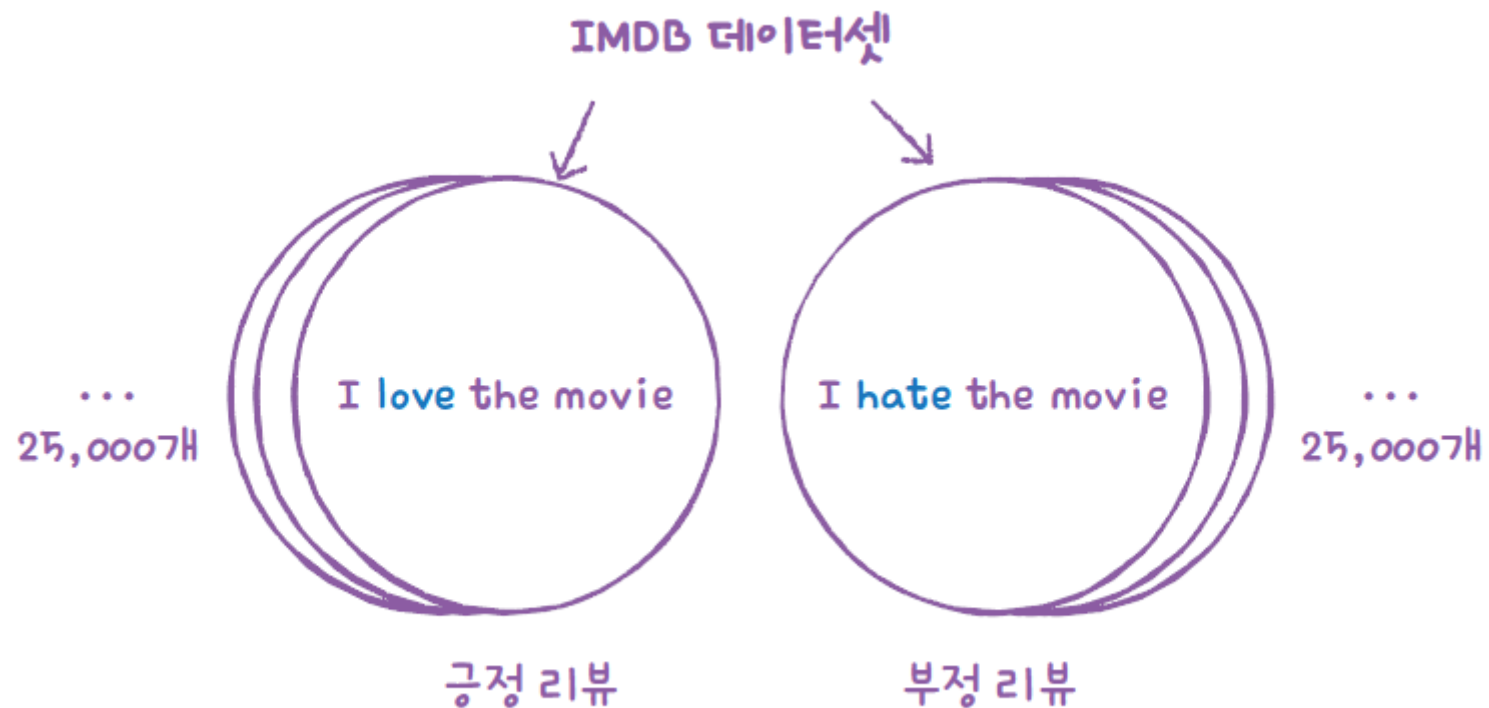 IMDB 데이터셋
I love the movie
I hate the movie
...
25,000개
...
25,000개
긍정 리뷰
부정 리뷰